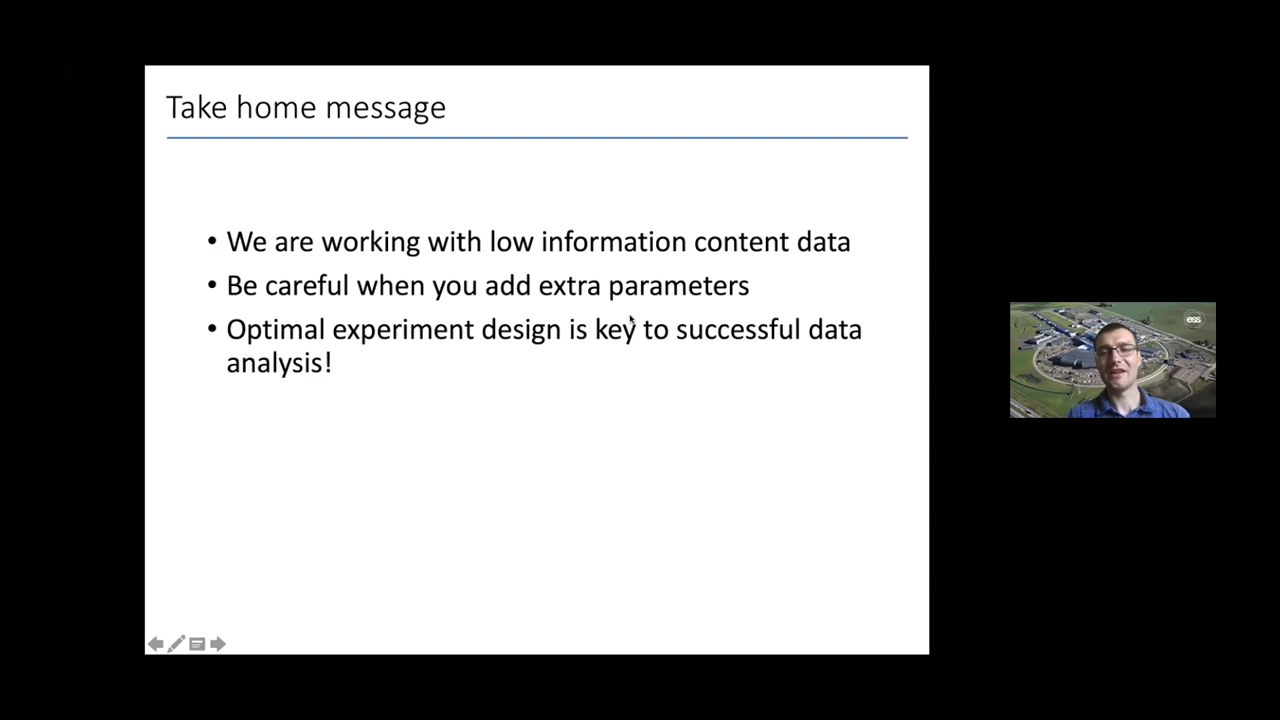 Take home message
• We are working with low information content data
• Be careful when you add extra parameters
• Optimal experiment design is key to successful data
analysis!
ess